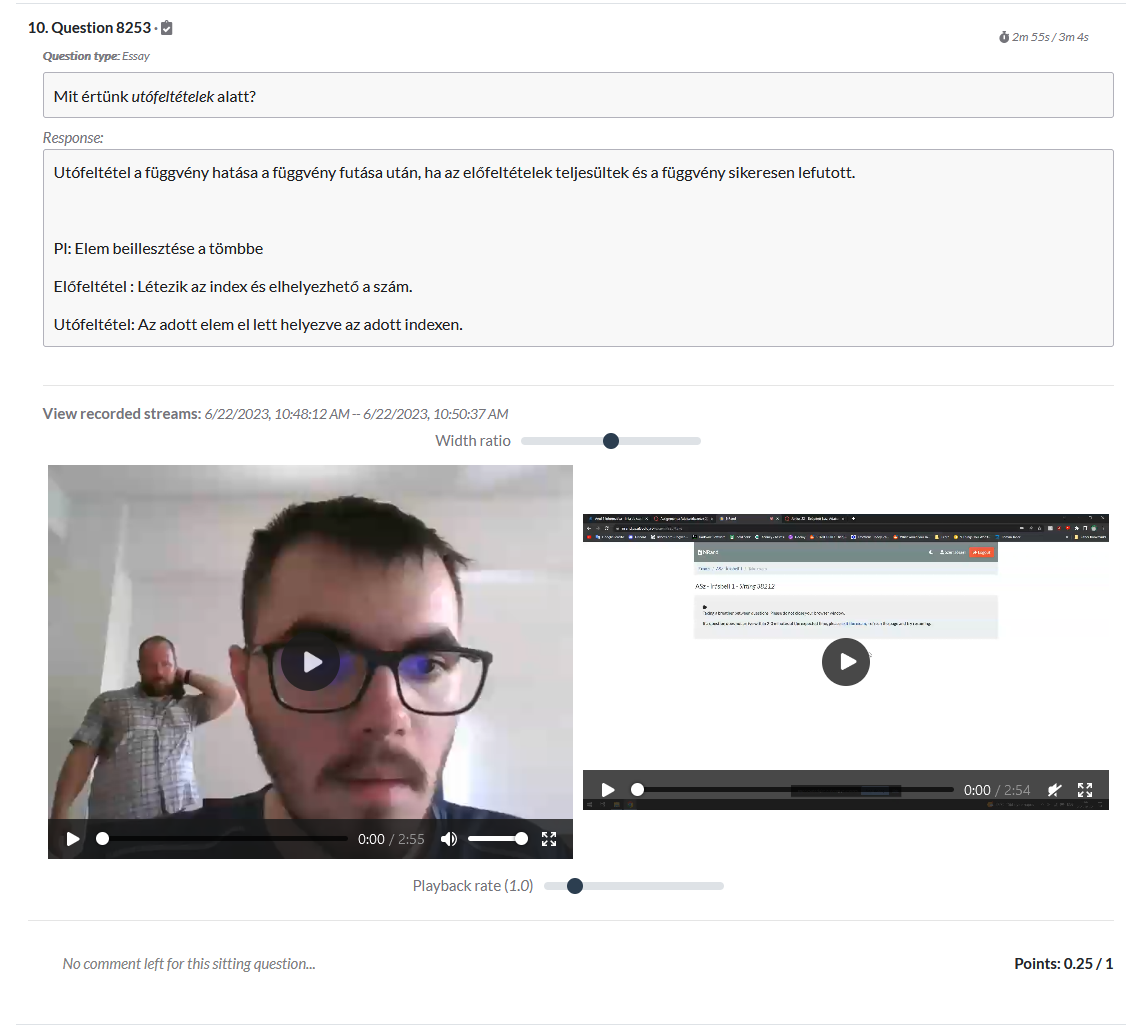 10. Question 8253 ·
2m 55s / 3m 4s
Question type: Essay
Mit értünk utófeltételek alatt?
Response:
Utófeltétel a függvény hatása a függvény futása után, ha az előfeltételek teljesültek és a függvény sikeresen lefutott.
Pl: Elem beillesztése a tömbbe
Előfeltétel : Létezik az index és elhelyezhető a szám.
Utófeltétel: Az adott elem el lett helyezve az adott indexen.
View recorded streams: 6/22/2023, 10:48:12 AM -- 6/22/2023, 10:50:37 AM
Width ratio
0:00 / 2:55
0:00 / 2:54
Playback rate (1.0)
No comment left for this sitting question...
Points: 0.25 / 1